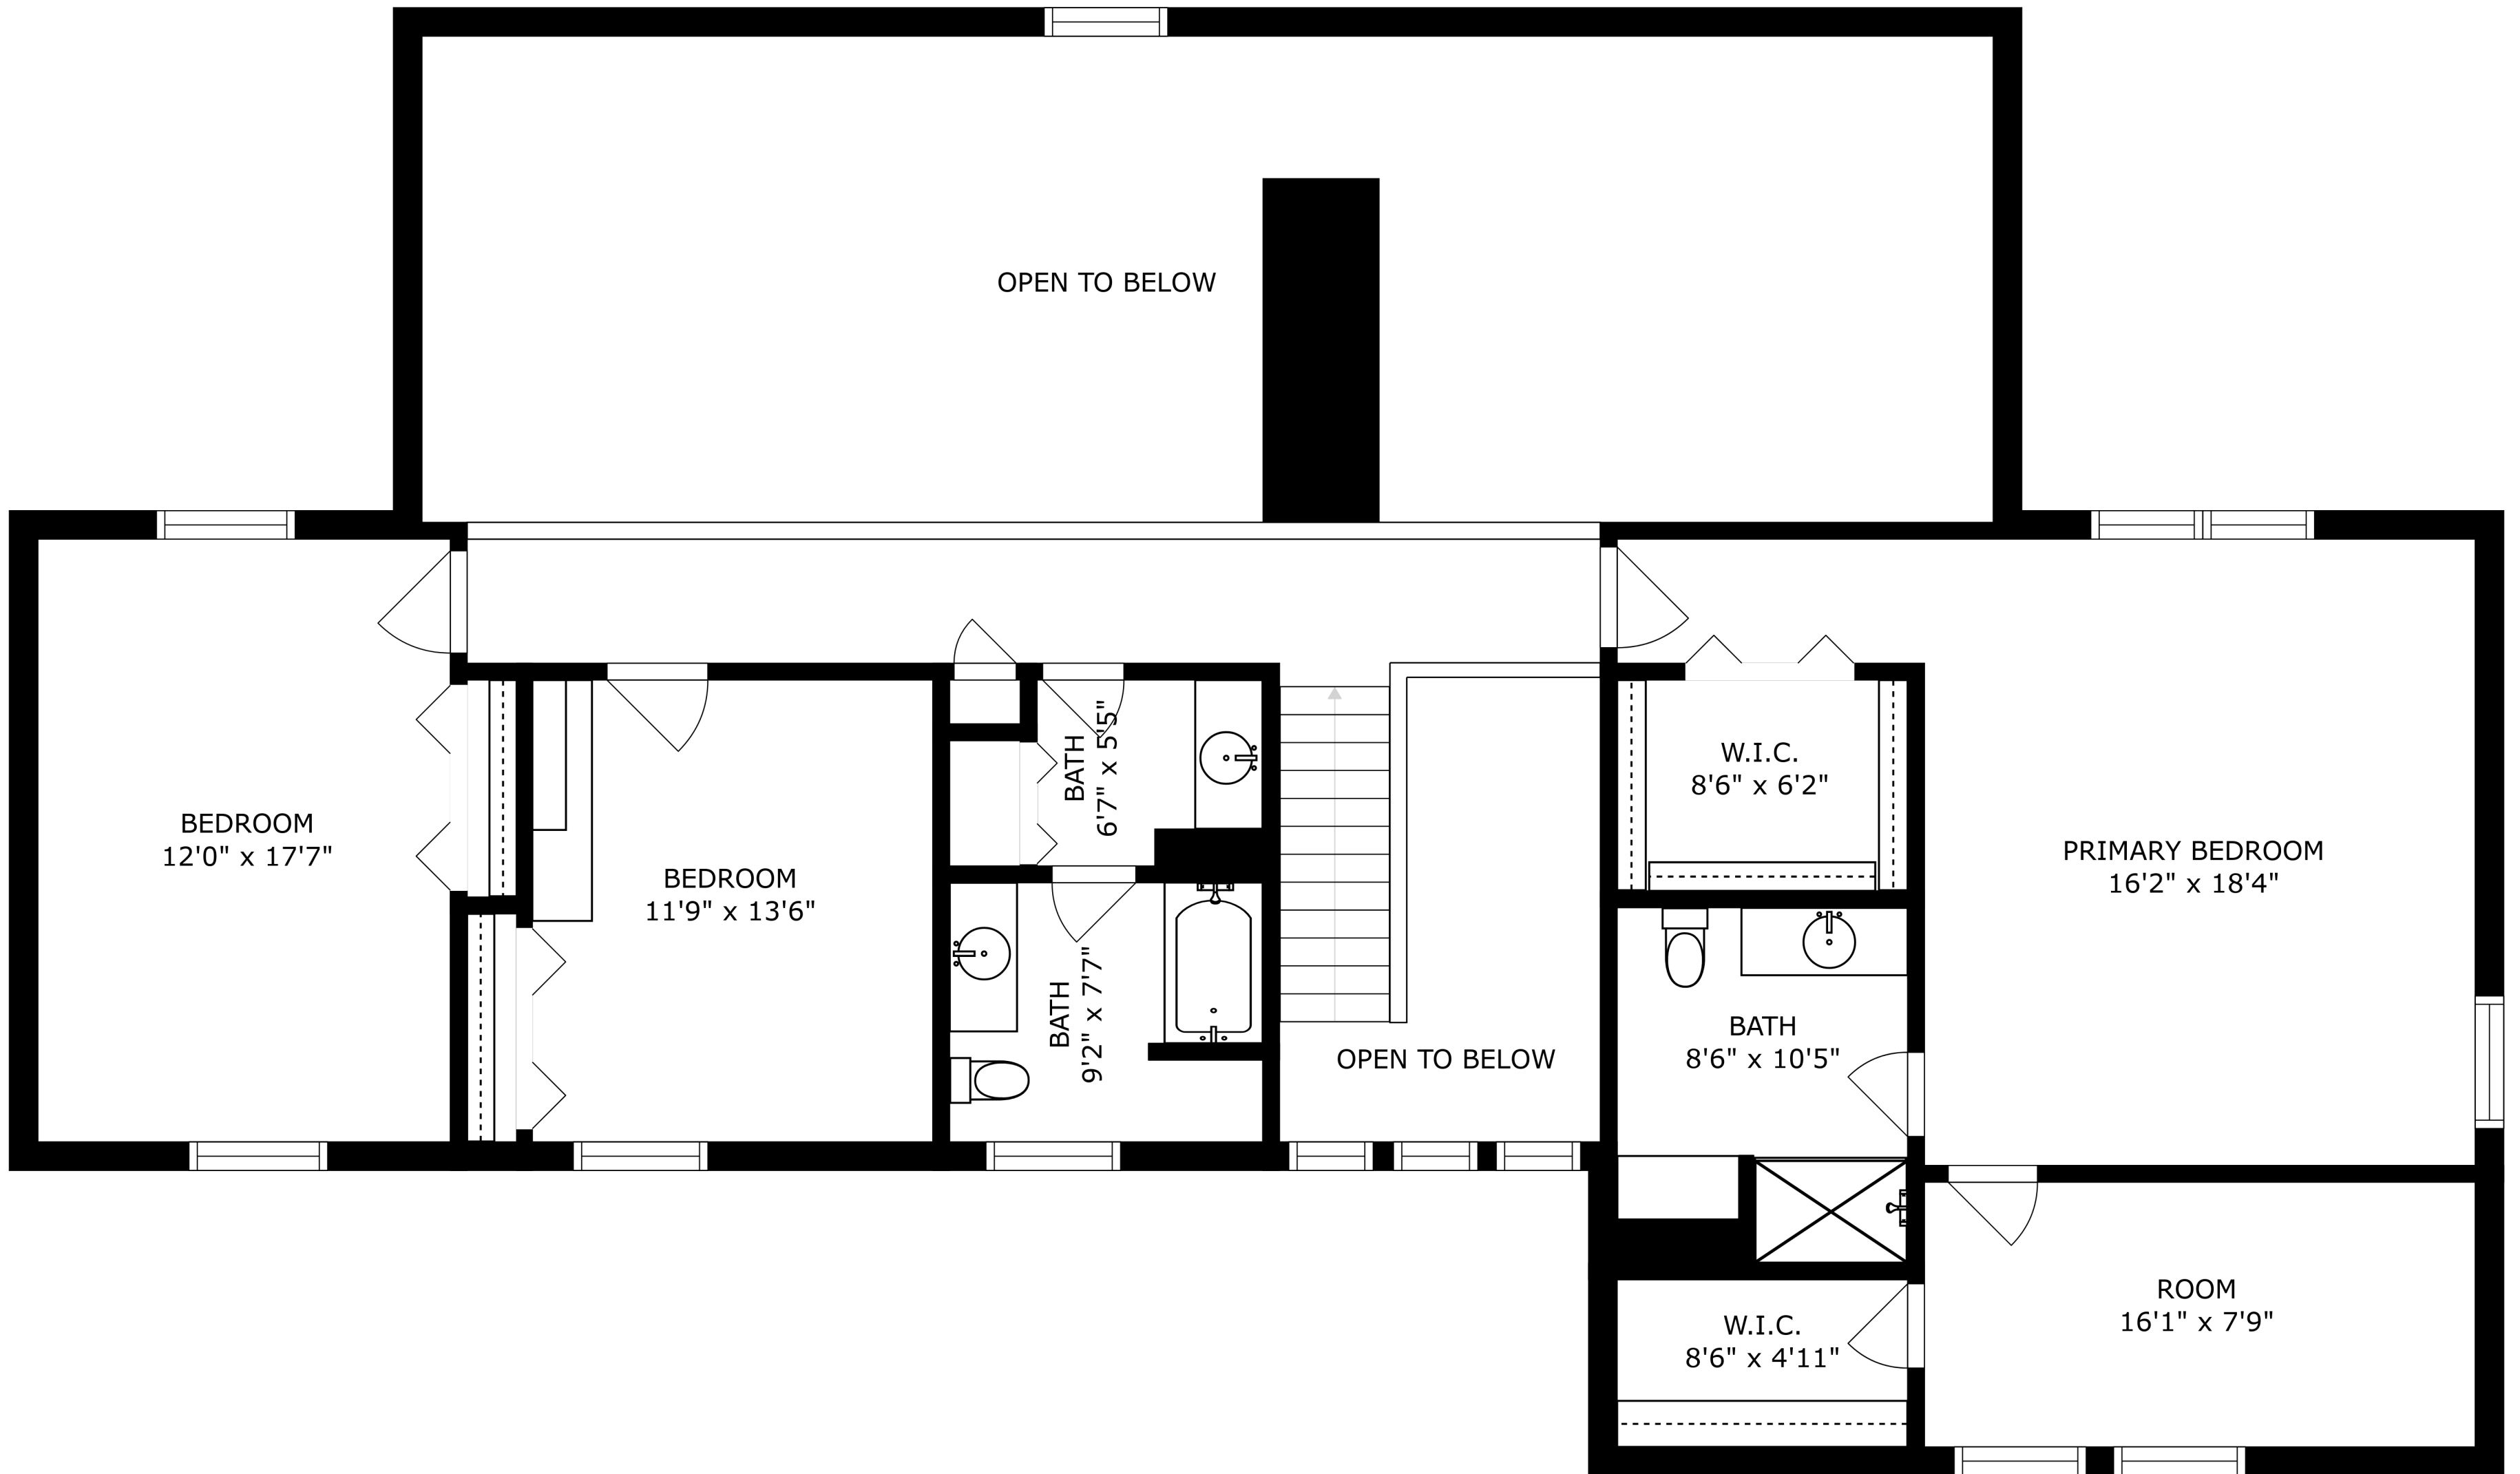 OPEN TO BELOW
BEDROOM
12'0" x 17'7"
BEDROOM
11'9" x 13'6"
BATH
6'7" x 5'5"
BATH
9'2" x 7'7"
OPEN TO BELOW
W.I.C.
8'6" x 6'2"
BATH
8'6" x 10'5"
PRIMARY BEDROOM
16'2" x 18'4"
W.I.C.
8'6" x 4'11"
ROOM
16'1" x 7'9"